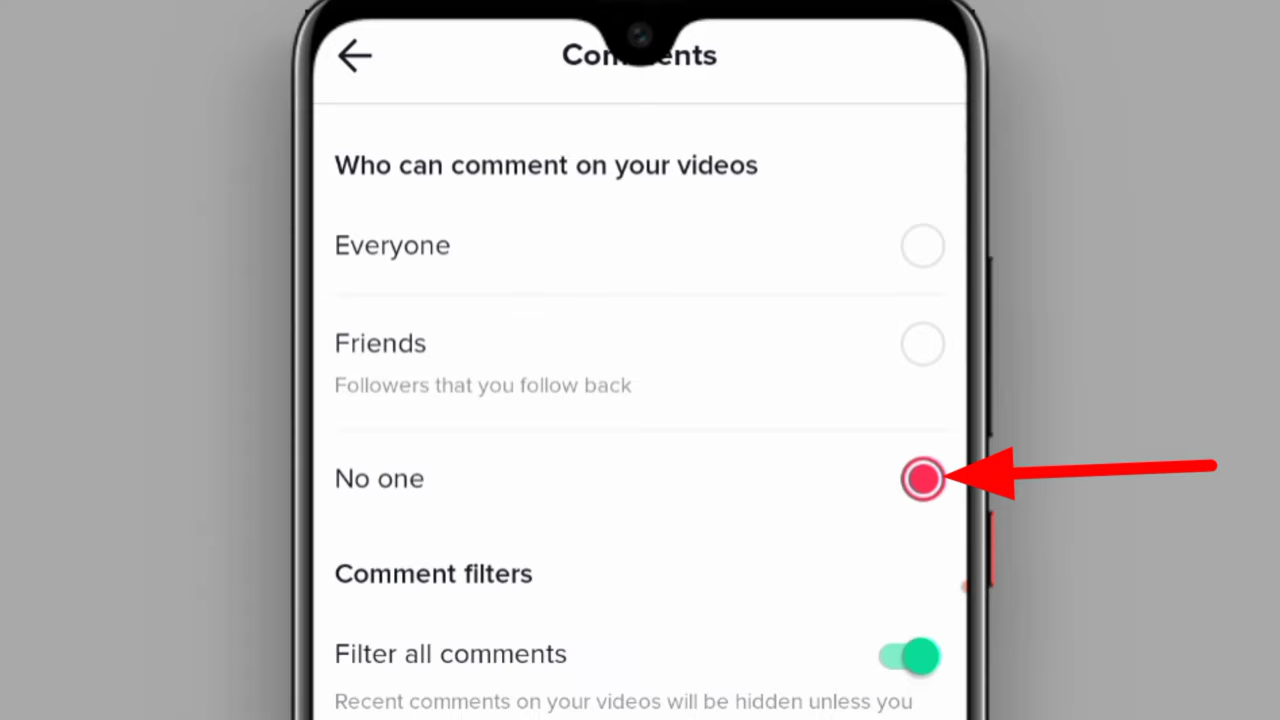 Comments
Who can comment on your videos
Everyone
Friends
Followers that you follow back
No one
Comment filters
Filter all comments
Recent comments on your videos will be hidden unless you